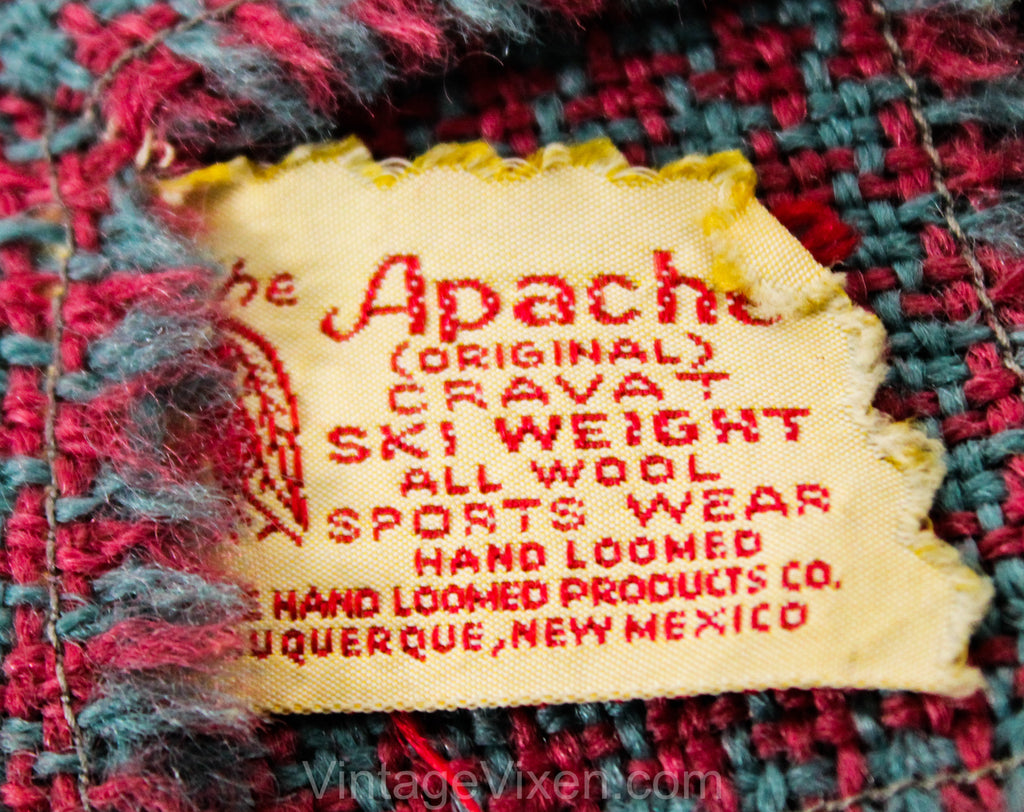 The Apache
(ORIGINAL)
CRAVAT
SKI WEIGHT
ALL WOOL
SPORTS WEAR
HAND LOOMED
HAND LOOMED PRODUCTS CO.
UQUERQUE, NEW MEXICO
VintageVixen.com